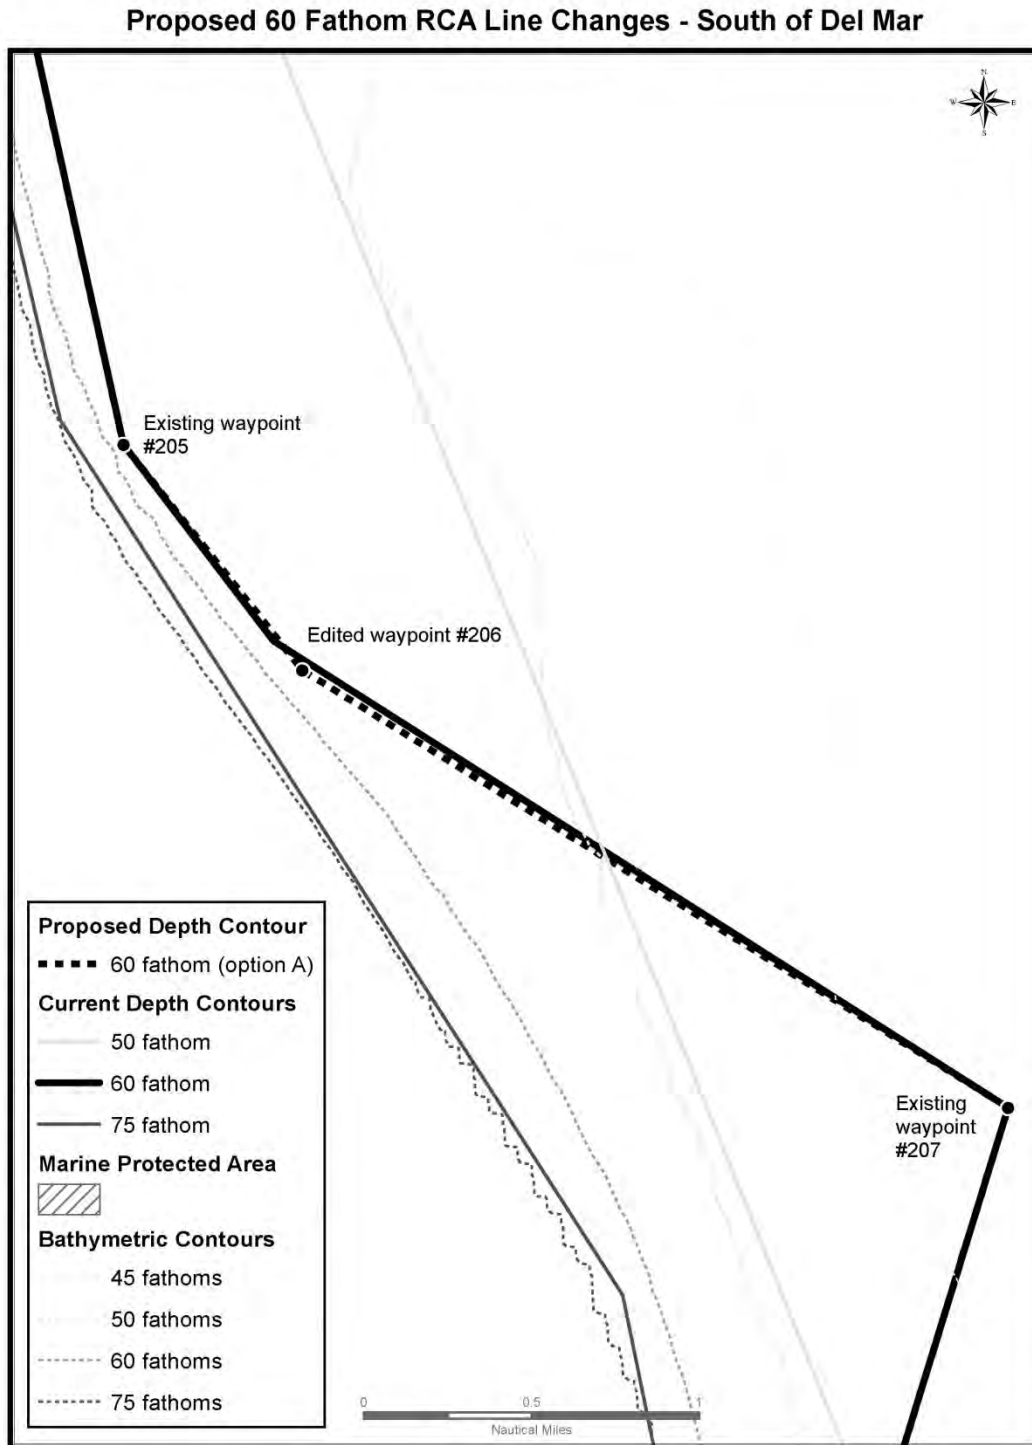 Proposed 60 Fathom RCA Line Changes - South of Del Mar
N
W E
S
Existing waypoint
#205
Edited waypoint #206
Existing
waypoint
#207
Proposed Depth Contour
60 fathom (option A)
Current Depth Contours
50 fathom
60 fathom
75 fathom
Marine Protected Area
Bathymetric Contours
45 fathoms
50 fathoms
60 fathoms
75 fathoms
0 0.5 1
Nautical Miles